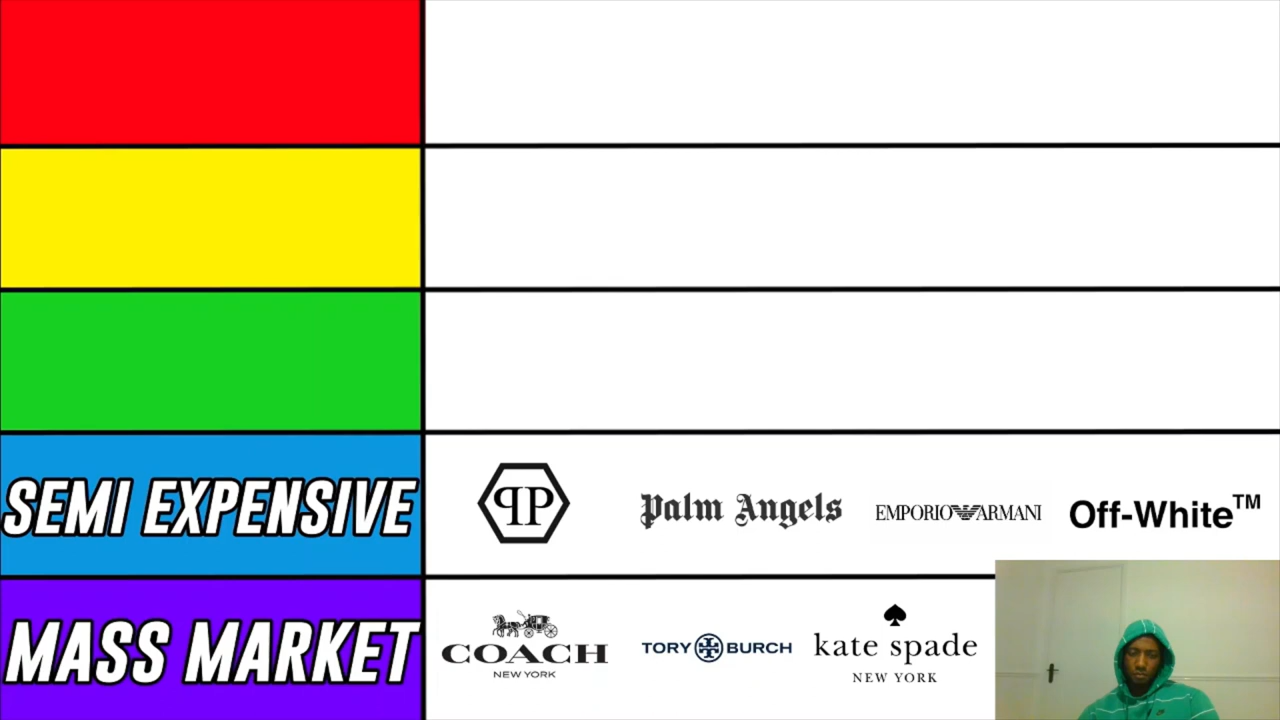 SEMI EXPENSIVE
PP
Palm Angels
EMPORIO ARMANI
Off-White™
MASS MARKET
COACH
NEW YORK
TORY BURCH
kate spade
NEW YORK